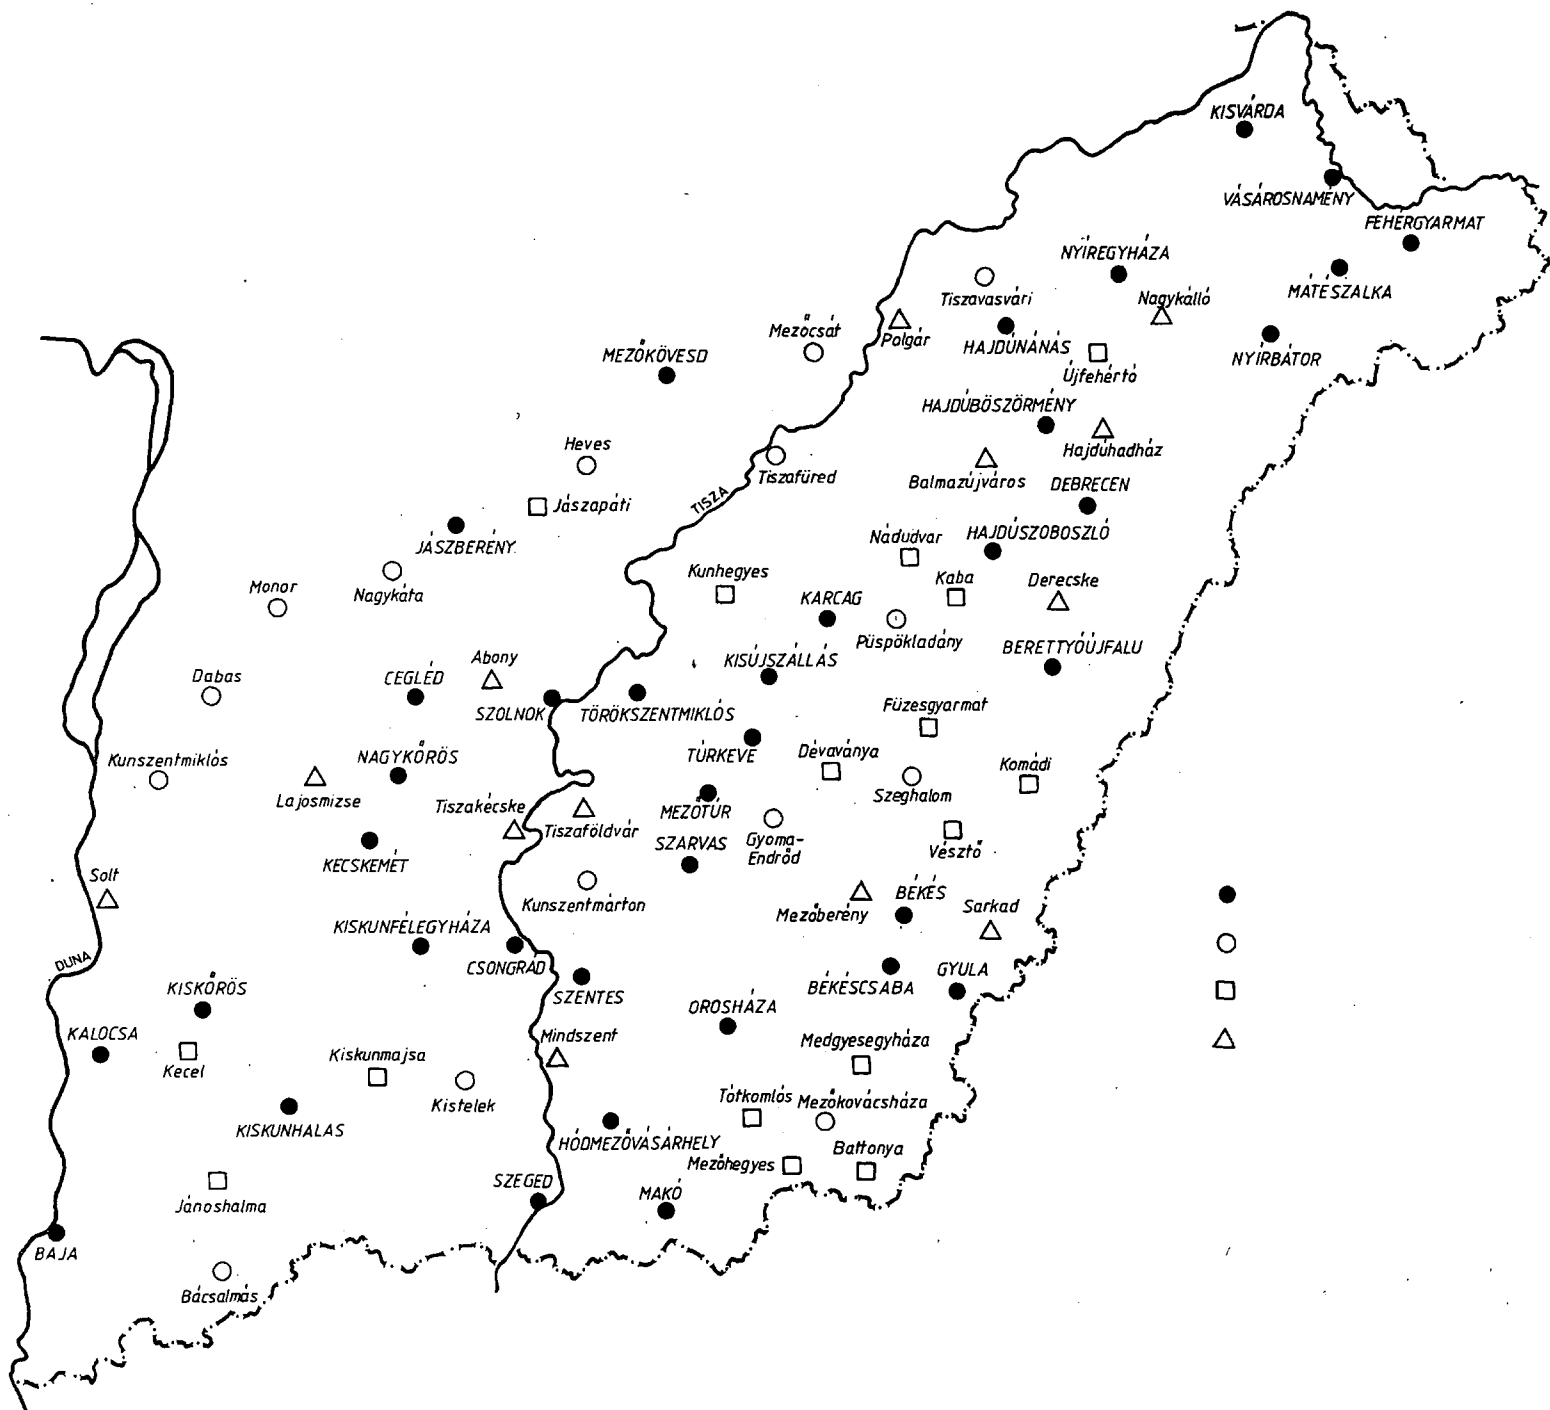 KISVÁRDA
VÁSÁROSNAMÉNY
FEHÉRGYARMAT
NYÍREGYHÁZA
Tiszavasvári
Nagykálló
MÁTÉSZALKA
Mezőcsát
Polgár
HAJDÚNÁNÁS
MEZŐKÖVESD
NYÍRBÁTOR
Újfehértó
HAJDÚBÖSZÖRMÉNY
Heves
Hajdúhadház
Tiszafüred
Balmazújváros
DEBRECEN
TISZA
Jászapáti
JÁSZBERÉNY
HAJDÚSZOBOSZLÓ
Nádudvar
Kunhegyes
Kaba
Derecske
Monor
Nagykáta
KARCAG
Püspökladány
BERETTYÓÚJFALU
Abony
KISÚJSZÁLLÁS
Dabas
CEGLÉD
SZOLNOK
TÖRÖKSZENTMIKLÓS
Füzesgyarmat
Kunszentmiklós
NAGYKŐRÖS
TÚRKEVE
Dévaványa
Komádi
Lajosmizse
Tiszakécske
Tiszaföldvár
MEZŐTÚR
Szeghalom
SZARVAS
Gyoma-
Endrőd
Vésztő
KECSKEMÉT
Solt
Kunszentmárton
Mezőberény
BÉKÉS
Sarkad
KISKUNFÉLEGYHÁZA
DUNA
CSONGRÁD
GYULA
KISKŐRÖS
SZENTES
BÉKÉSCSABA
OROSHÁZA
KALOCSA
Mindszent
Medgyesegyháza
Kecel
Kiskunmajsa
Kistelek
Tótkomlós
Mezőkovácsháza
KISKUNHALAS
HÓDMEZŐVÁSÁRHELY
Battonya
Mezőhegyes
SZEGED
MAKÓ
Jánoshalma
BAJA
Bácsalmás